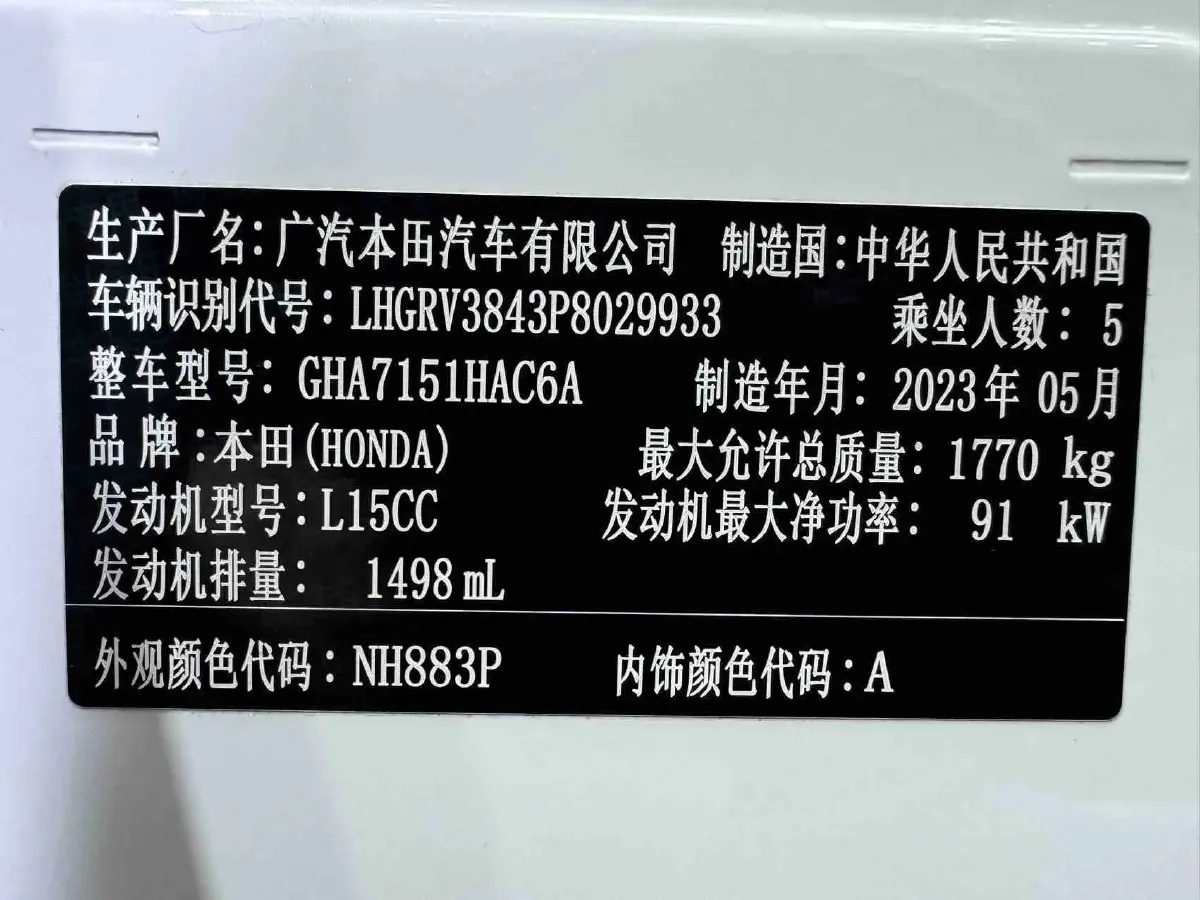 生产厂名:广汽本田汽车有限公司 制造国:中华人民共和国
车辆识别代号:LHGRV3843P8029933 乘坐人数:5
整车型号:GHA7151HAC6A 制造年月:2023年05月
品牌:本田(HONDA) 最大允许总质量:1770 kg
发动机型号:L15CC 发动机最大净功率: 91 kW
发动机排量: 1498 mL
外观颜色代码:NH883P 内饰颜色代码:A